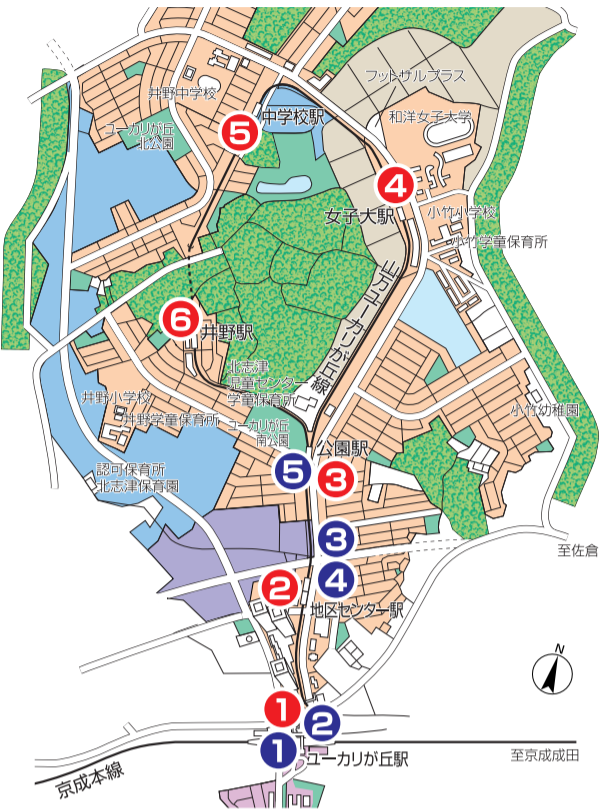 フットサルプラス
井野中学校
中学校駅
和洋女子大学
ユーカリが丘
北公園
5
4
女子大駅
小竹小学校
小竹学童保育所
山万ユーカリが丘線
6
井野駅
北志津
児童センター
学童保育所
井野小学校
井野学童保育所
ユーカリが丘
南公園
小竹幼稚園
公園駅
認可保育所
北志津保育園
5
3
3
至佐倉
4
2
地区センター駅
N
1
2
1
ユーカリが丘駅
至京成成田
京成本線